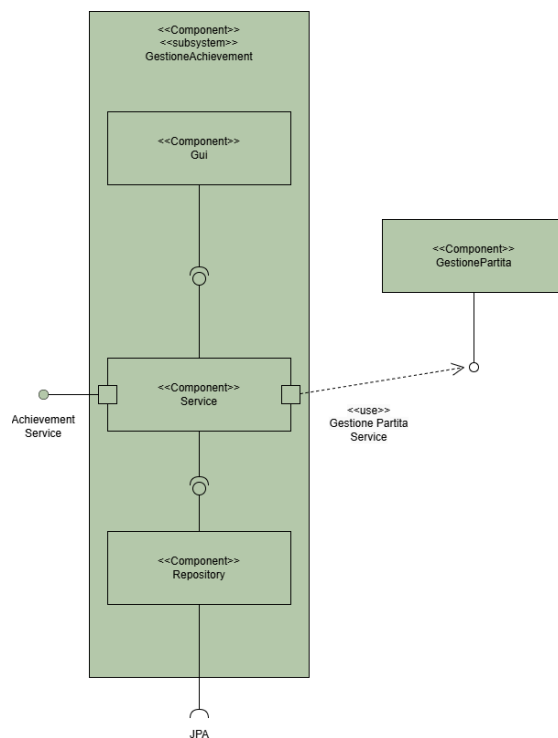 <<Component>>
<<subsystem>>
GestioneAchievement
<<Component>>
Gui
<<Component>>
GestionePartita
<<Component>>
Service
Achievement
Service
<<use>>
Gestione Partita
Service
<<Component>>
Repository
JPA